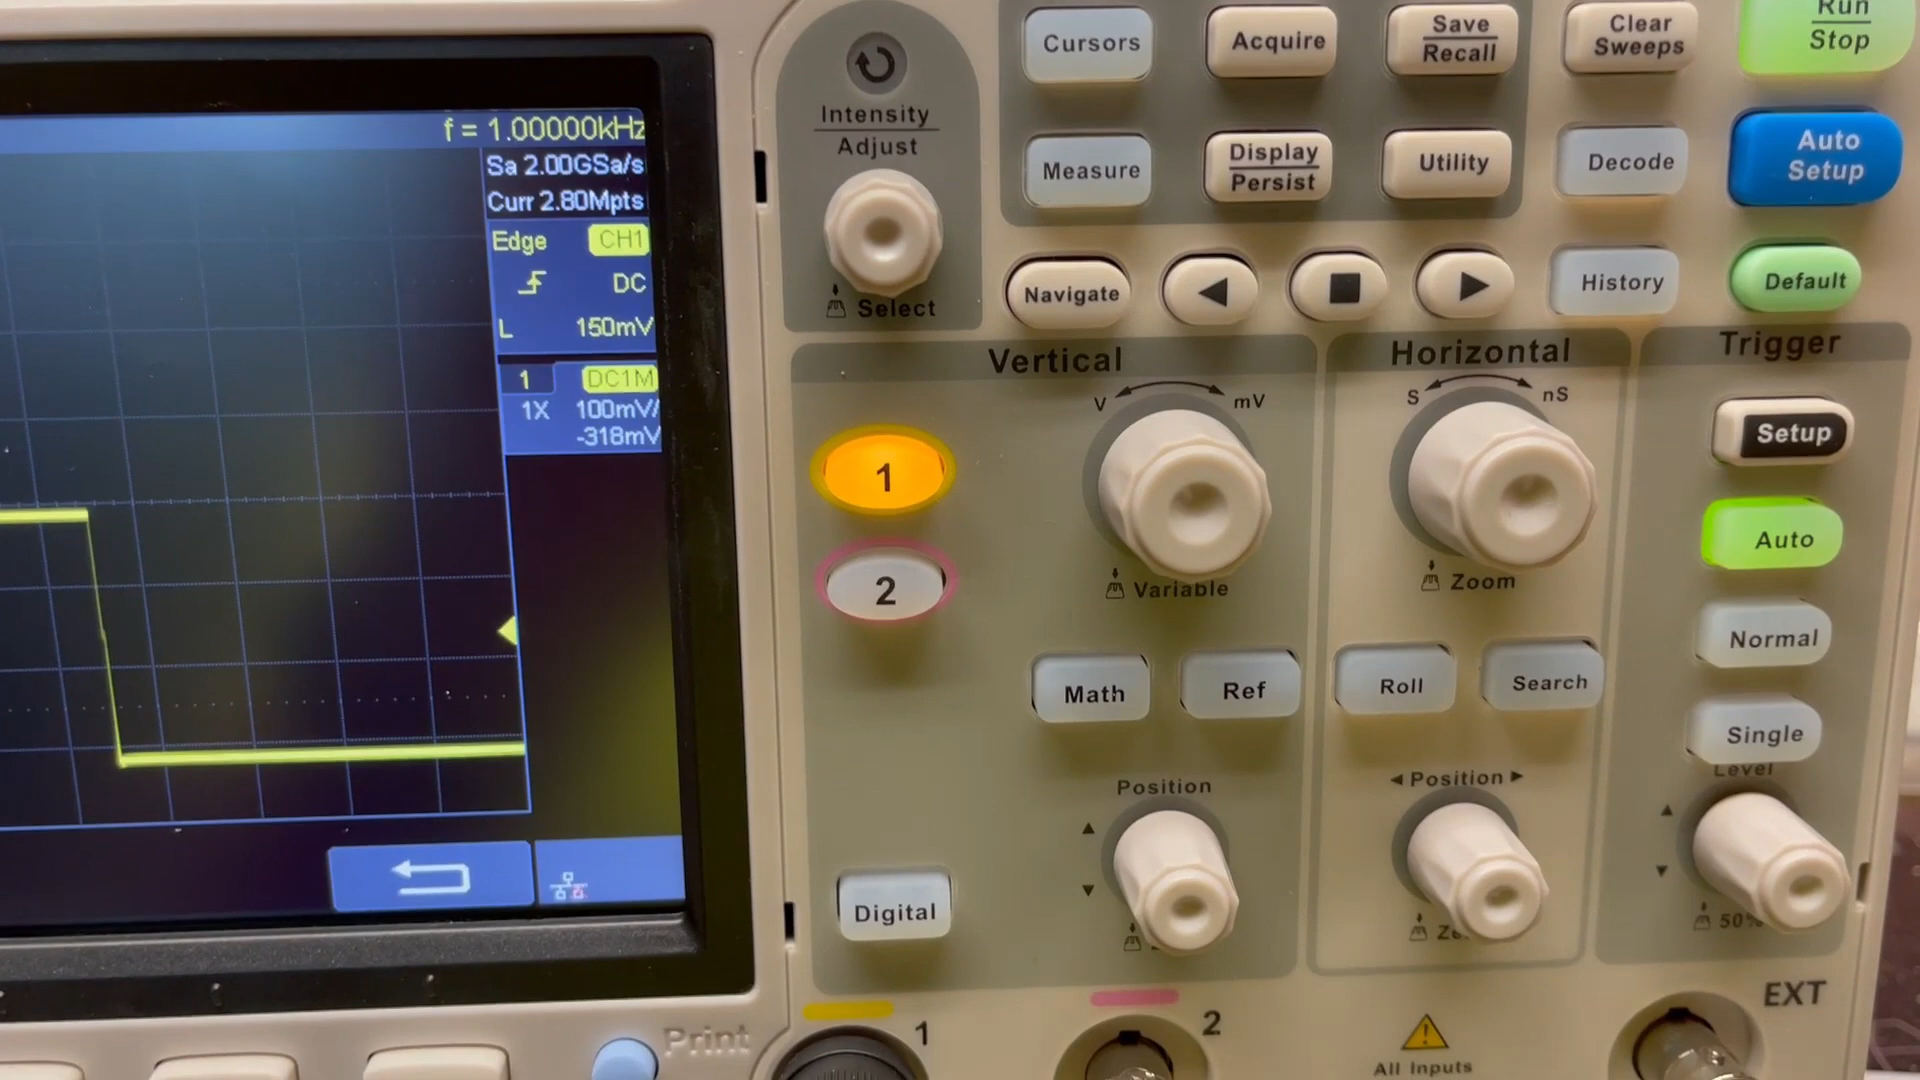 f = 1.00000kHz
Sa 2.00GSa/s
Curr 2.80Mpts
Edge CH1
DC
L 150mV
1 DC1M
1X 100mV/
-318mV
Intensity
Adjust
Select
Cursors
Acquire
Save
Recall
Clear
Sweeps
Run
Stop
Measure
Display
Persist
Utility
Decode
Auto
Setup
Navigate
History
Default
Vertical
V
mV
1
2
Variable
Math
Ref
Position
Digital
Horizontal
S
nS
Zoom
Roll
Search
Position
Trigger
Setup
Auto
Normal
Single
Level
50%
Print
1
2
All Inputs
EXT